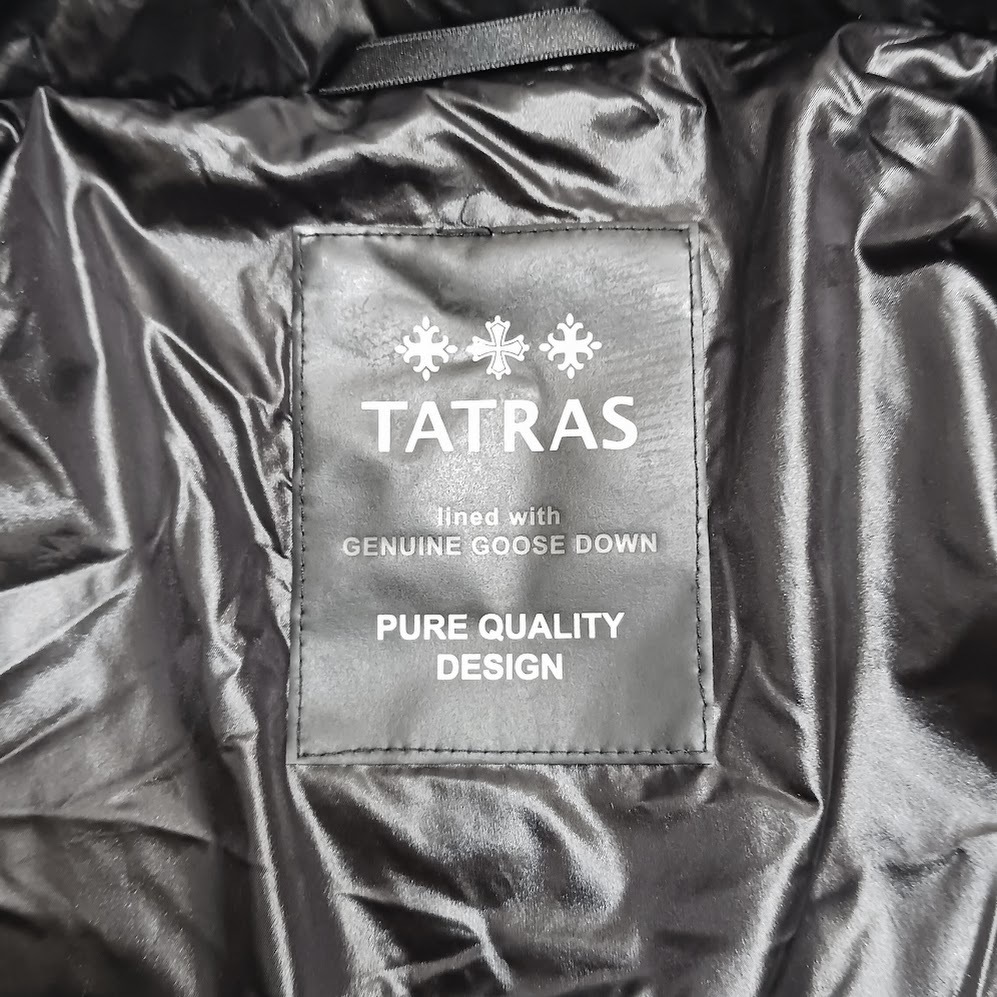 TATRAS
lined with
GENUINE GOOSE DOWN
PURE QUALITY
DESIGN